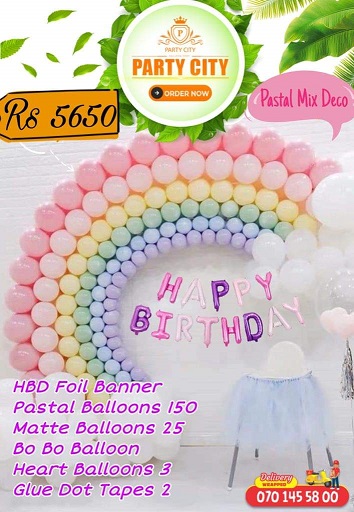 P
PARTY CITY
PARTY CITY
ORDER NOW
Rs 5650
Pastal Mix Deco
HAPPY
BIRTHDAY
HBD Foil Banner
Pastal Balloons 150
Matte Balloons 25
Bo Bo Balloon
Heart Balloons 3
Glue Dot Tapes 2
Delivery
WRAPPED
070 145 58 00